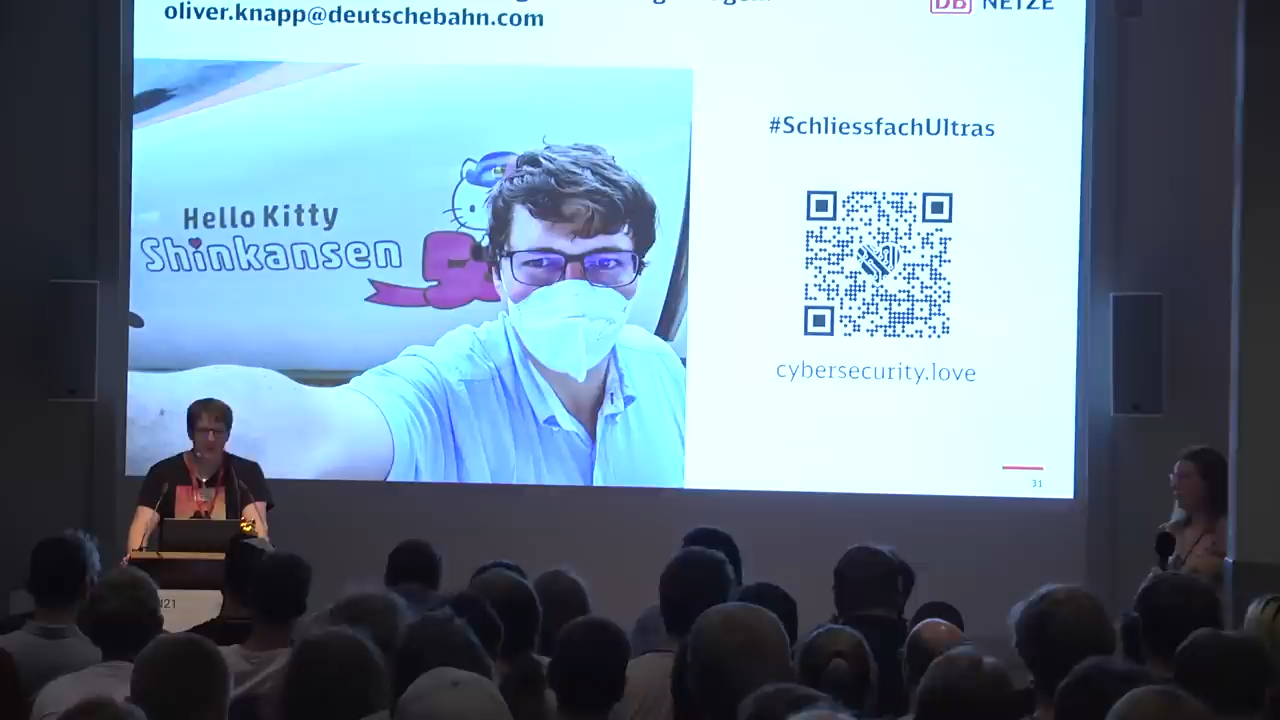 oliver.knapp@deutschebahn.com
DB NETZE
#SchliessfachUltras
Hello Kitty
Shinkansen
cybersecurity.love
31